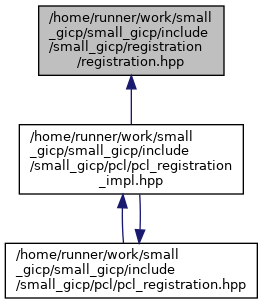 /home/runner/work/small
_gicp/small_gicp/include
/small_gicp/registration
/registration.hpp
/home/runner/work/small
_gicp/small_gicp/include
/small_gicp/pcl/pcl_registration
_impl.hpp
/home/runner/work/small
_gicp/small_gicp/include
/small_gicp/pcl/pcl_registration.hpp